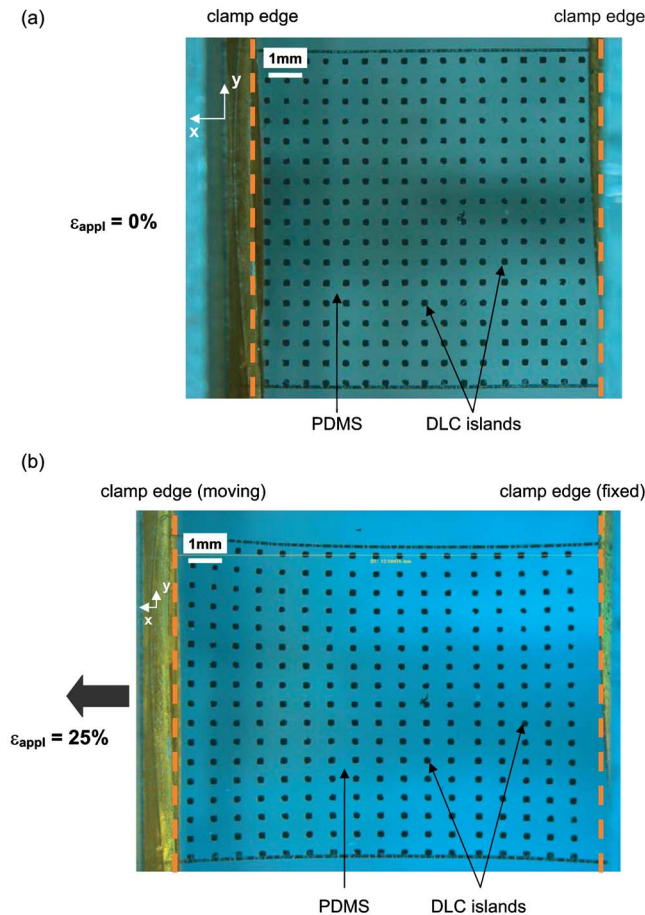 (a)
clamp edge
clamp edge
1mm
y
x
εappl = 0%
PDMS
DLC islands
(b)
clamp edge (moving)
clamp edge (fixed)
1mm
y
x
εappl = 25%
PDMS
DLC islands